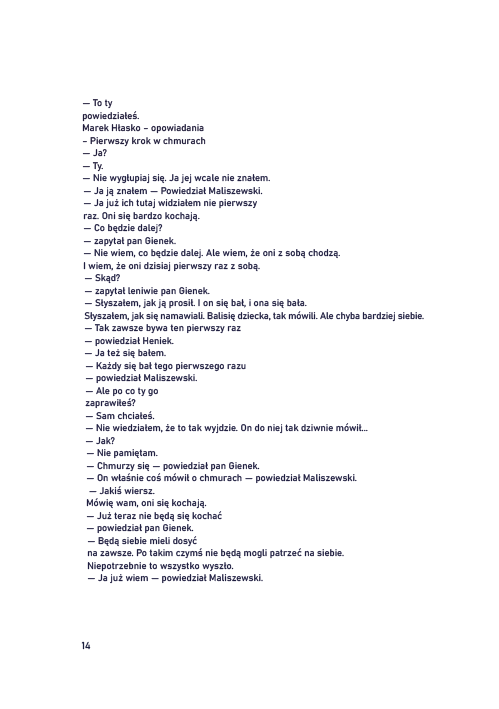 — To ty
powiedziałeś.
Marek Hłasko – opowiadania
– Pierwszy krok w chmurach
— Ja?
— Ty.
— Nie wygłupiaj się. Ja jej wcale nie znałem.
— Ja ją znałem — Powiedział Maliszewski.
— Ja już ich tutaj widziałem nie pierwszy
raz. Oni się bardzo kochają.
— Co będzie dalej?
— zapytał pan Gienek.
— Nie wiem, co będzie dalej. Ale wiem, że oni z sobą chodzą.
I wiem, że oni dzisiaj pierwszy raz z sobą.
— Skąd?
— zapytał leniwie pan Gienek.
— Słyszałem, jak ją prosił. I on się bał, i ona się bała.
Słyszałem, jak się namawiali. Balisię dziecka, tak mówili. Ale chyba bardziej siebie.
— Tak zawsze bywa ten pierwszy raz
— powiedział Heniek.
— Ja też się bałem.
— Każdy się bał tego pierwszego razu
— powiedział Maliszewski.
— Ale po co ty go
zaprawiłeś?
— Sam chciałeś.
— Nie wiedziałem, że to tak wyjdzie. On do niej tak dziwnie mówił...
— Jak?
— Nie pamiętam.
— Chmurzy się — powiedział pan Gienek.
— On właśnie coś mówił o chmurach — powiedział Maliszewski.
— Jakiś wiersz.
Mówię wam, oni się kochają.
— Już teraz nie będą się kochać
— powiedział pan Gienek.
— Będą siebie mieli dosyć
na zawsze. Po takim czymś nie będą mogli patrzeć na siebie.
Niepotrzebnie to wszystko wyszło.
— Ja już wiem — powiedział Maliszewski.
14